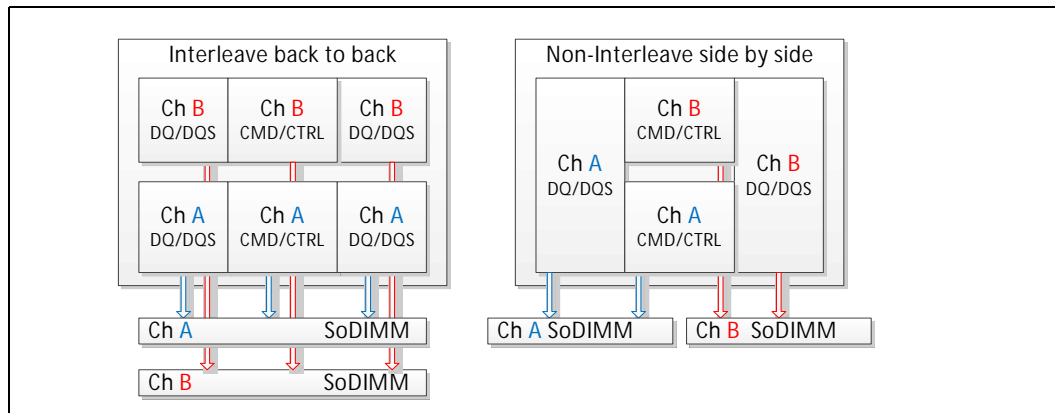 Interleave back to back
Ch B
DQ/DQS
Ch B
CMD/CTRL
Ch B
DQ/DQS
Ch A
DQ/DQS
Ch A
CMD/CTRL
Ch A
DQ/DQS
Ch A SoDIMM
Ch B SoDIMM
Non-Interleave side by side
Ch A
DQ/DQS
Ch B
CMD/CTRL
Ch A
CMD/CTRL
Ch B
DQ/DQS
Ch A SoDIMM
Ch B SoDIMM